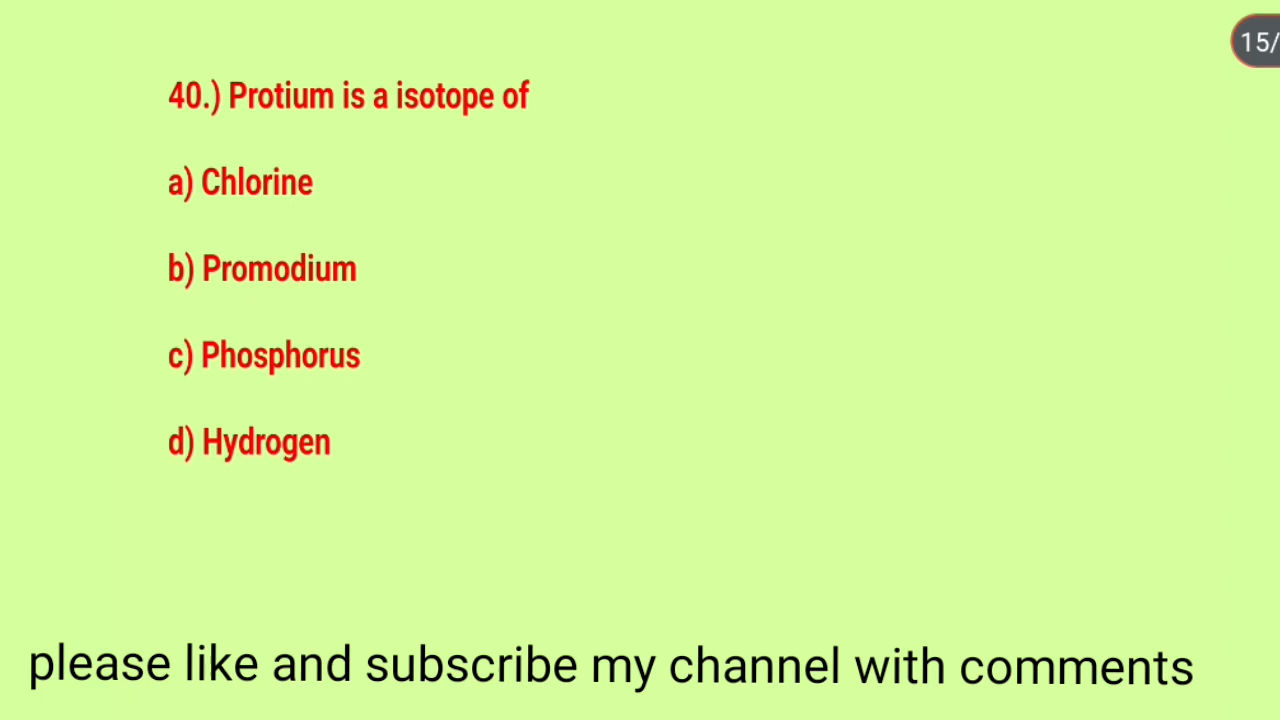 15/
40.) Protium is a isotope of
a) Chlorine
b) Promodium
c) Phosphorus
d) Hydrogen
please like and subscribe my channel with comments